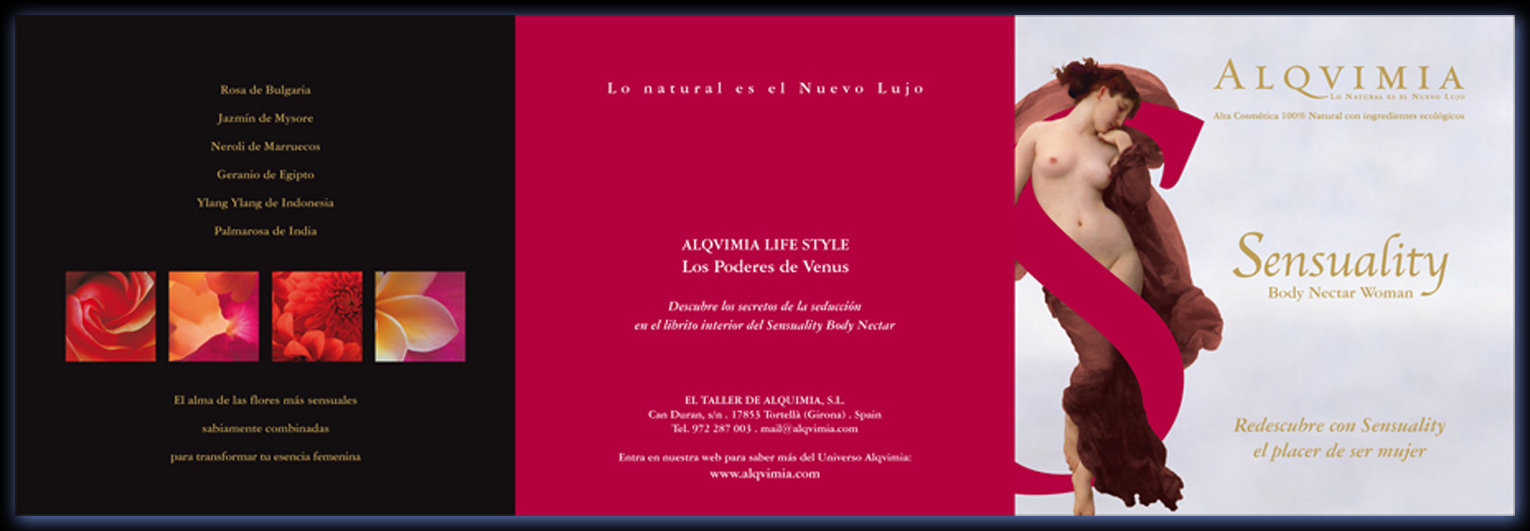 Rosa de Bulgaria
Jazmín de Mysore
Neroli de Marruecos
Geranio de Egipto
Ylang Ylang de Indonesia
Palmarosa de India
El alma de las flores más sensuales
sabiamente combinadas
para transformar tu esencia femenina
Lo natural es el Nuevo Lujo
ALQVIMIA LIFE STYLE
Los Poderes de Venus
Descubre los secretos de la seducción
en el librito interior del Sensuality Body Nectar
EL TALLER DE ALQUIMIA, S.L.
Can Duran, s/n . 17853 Tortellà (Girona) . Spain
Tel. 972 287 003 . mail@alqvimia.com
Entra en nuestra web para saber más del Universo Alqvimia:
www.alqvimia.com
ALQVIMIA
LO NATURAL ES EL NUEVO LUJO
Alta Cosmética 100% Natural con ingredientes ecológicos
S
Sensuality
Body Nectar Woman
Redescubre con Sensuality
el placer de ser mujer